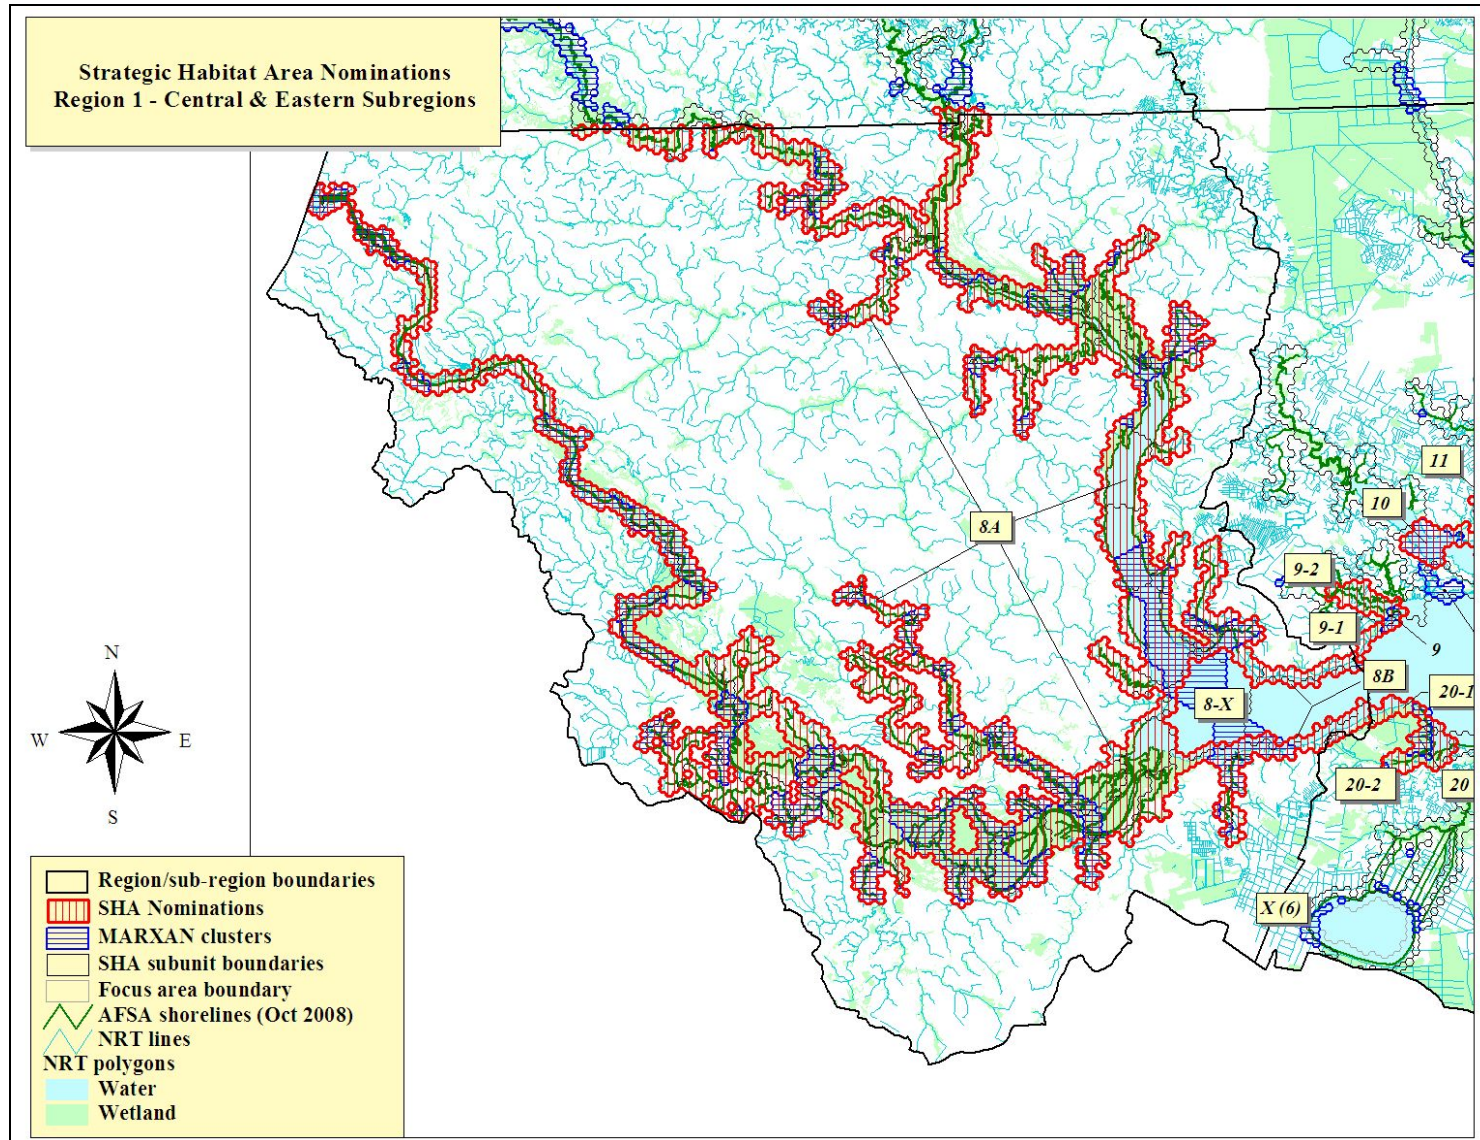 Strategic Habitat Area Nominations
Region 1 - Central & Eastern Subregions
11
10
8A
9-2
9-1
9
8B
8-X
20-1
20-2
20
X (6)
N
W
E
S
Region/sub-region boundaries
SHA Nominations
MARXAN clusters
SHA subunit boundaries
Focus area boundary
AFSA shorelines (Oct 2008)
NRT lines
NRT polygons
Water
Wetland